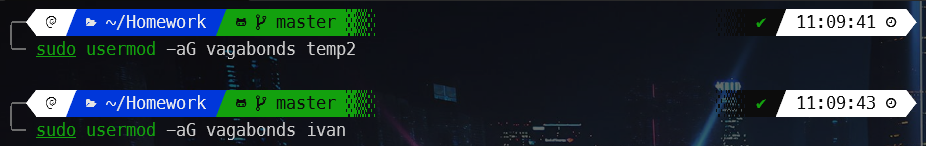 ~/Homework master ✔ 11:09:41
sudo usermod -aG vagabonds temp2
~/Homework master ✔ 11:09:43
sudo usermod -aG vagabonds ivan